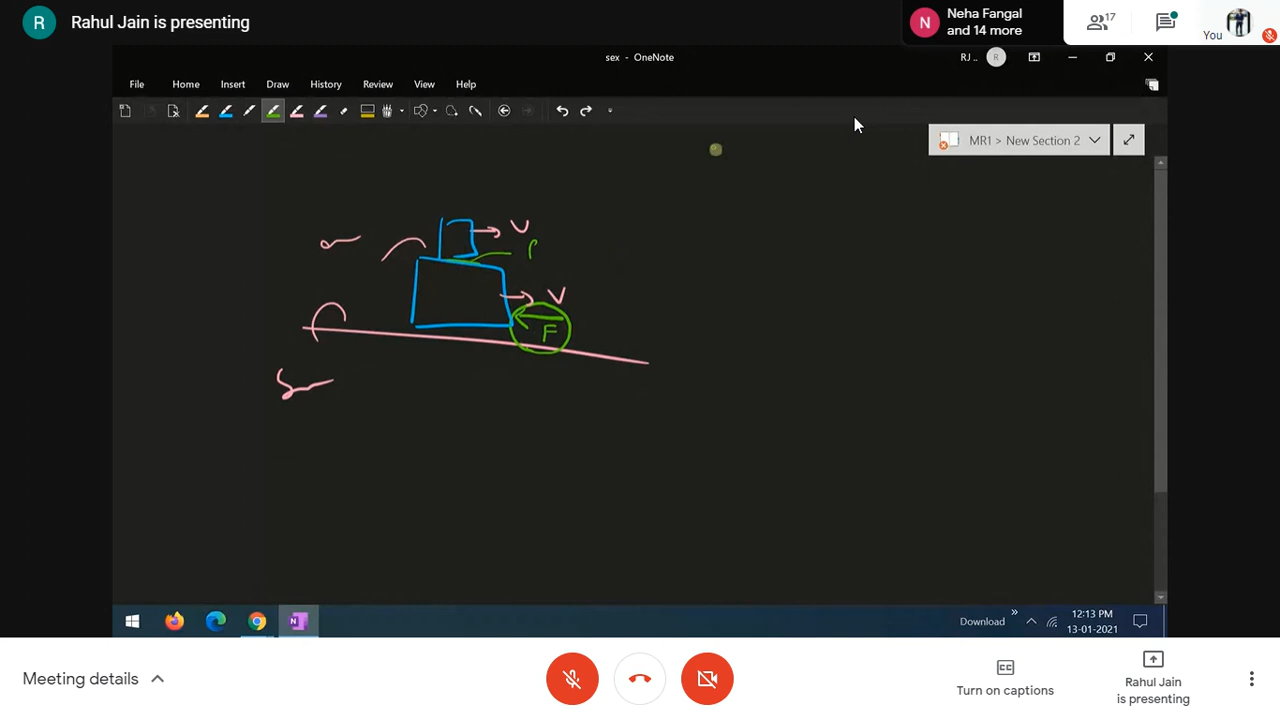 R Rahul Jain is presenting
N Neha Fangal and 14 more
17
You
sex - OneNote
RJ .. R
File Home Insert Draw History Review View Help
MR1 > New Section 2
V
V
F
N
Download
12:13 PM
13-01-2021
Meeting details
CC
Turn on captions
Rahul Jain
is presenting